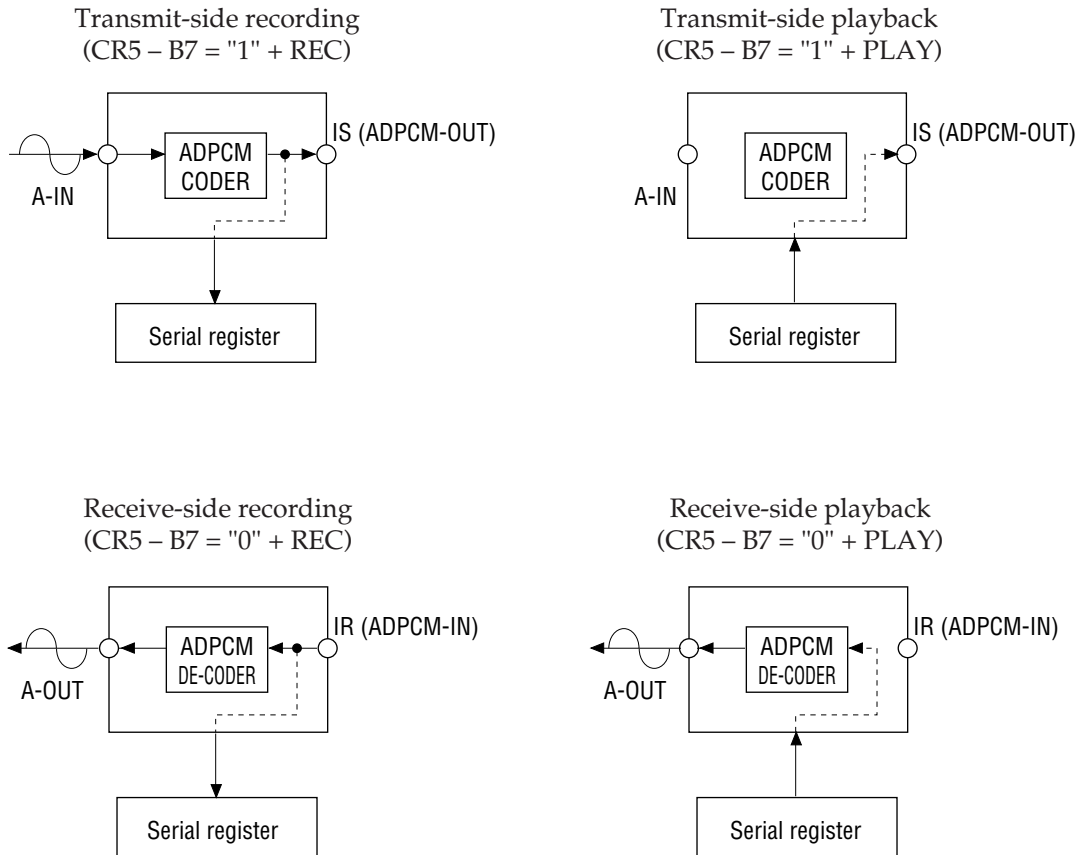 Transmit-side recording
(CR5 – B7 = "1" + REC)
IS (ADPCM-OUT)
ADPCM
CODER
A-IN
Serial register
Transmit-side playback
(CR5 – B7 = "1" + PLAY)
IS (ADPCM-OUT)
ADPCM
CODER
A-IN
Serial register
Receive-side recording
(CR5 – B7 = "0" + REC)
IR (ADPCM-IN)
ADPCM
DE-CODER
A-OUT
Serial register
Receive-side playback
(CR5 – B7 = "0" + PLAY)
IR (ADPCM-IN)
ADPCM
DE-CODER
A-OUT
Serial register